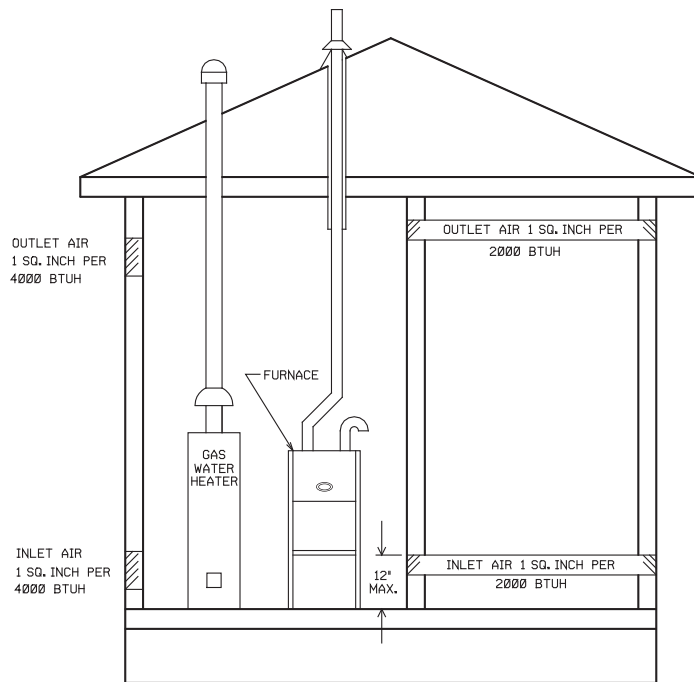 OUTLET AIR
1 SQ. INCH PER
4000 BTUH
OUTLET AIR 1 SQ. INCH PER
2000 BTUH
FURNACE
GAS
WATER
HEATER
INLET AIR
1 SQ. INCH PER
4000 BTUH
12"
MAX.
INLET AIR 1 SQ. INCH PER
2000 BTUH